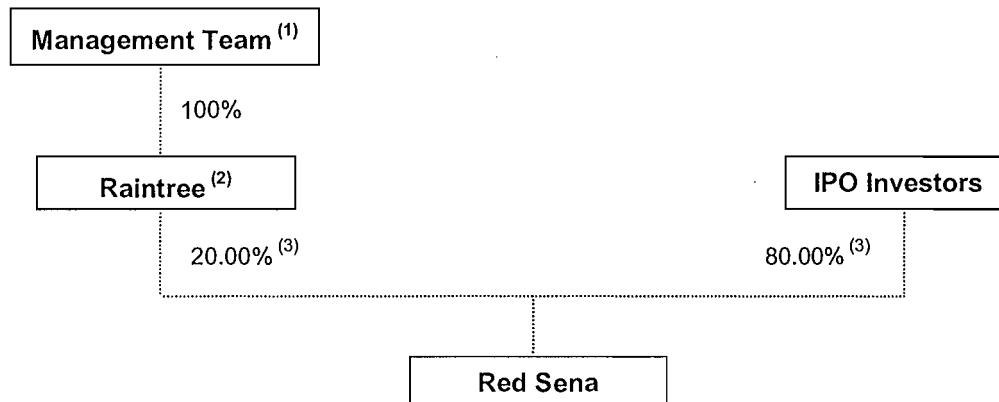 Management Team (1)
100%
Raintree (2)
IPO Investors
20.00% (3)
80.00% (3)
Red Sena